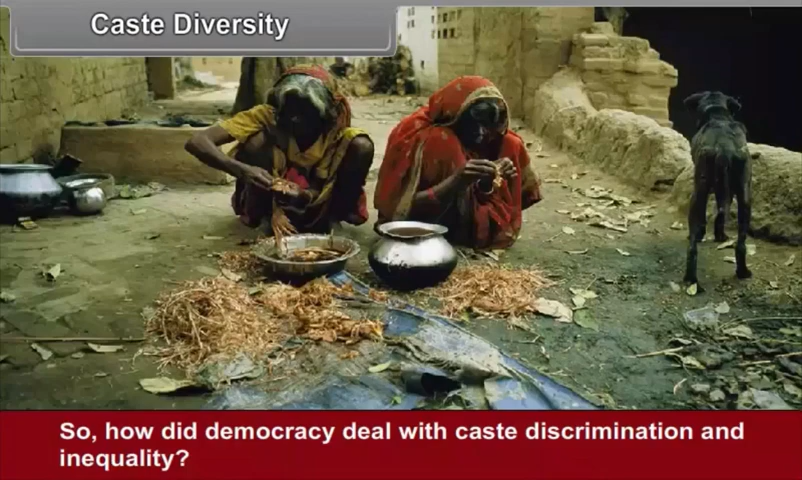 Caste Diversity
So, how did democracy deal with caste discrimination and
inequality?